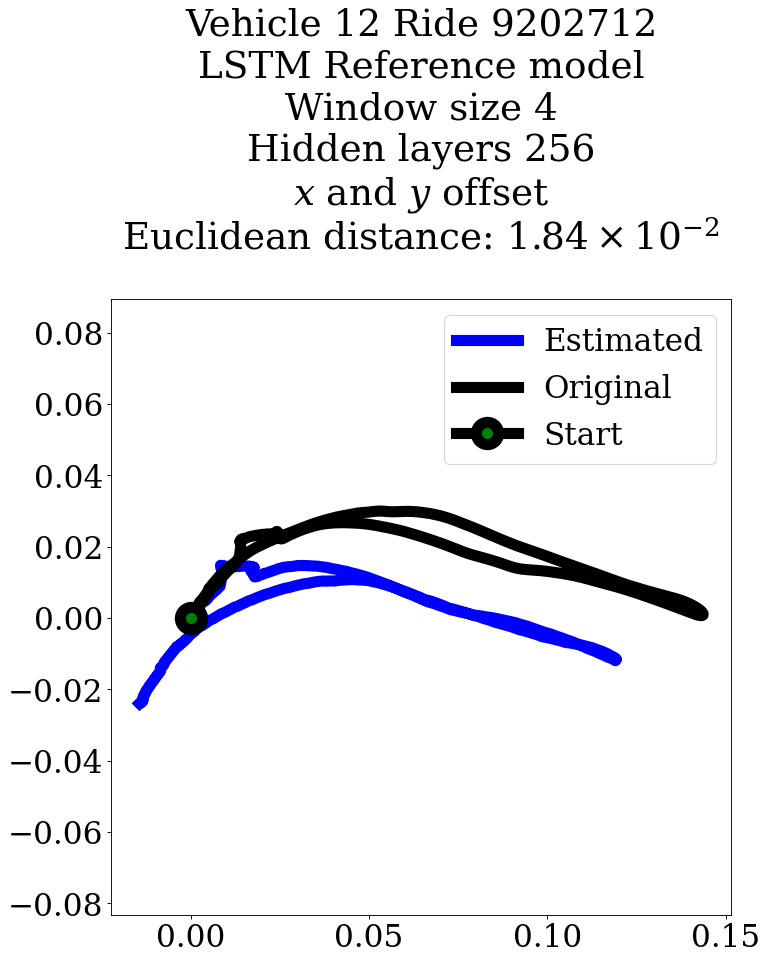 Vehicle 12 Ride 9202712
LSTM Reference model
Window size 4
Hidden layers 256
x and y offset
Euclidean distance: 1.84 × 10⁻²
Estimated
Original
Start
0.08
0.06
0.04
0.02
0.00
−0.02
−0.04
−0.06
−0.08
0.00 0.05 0.10 0.15